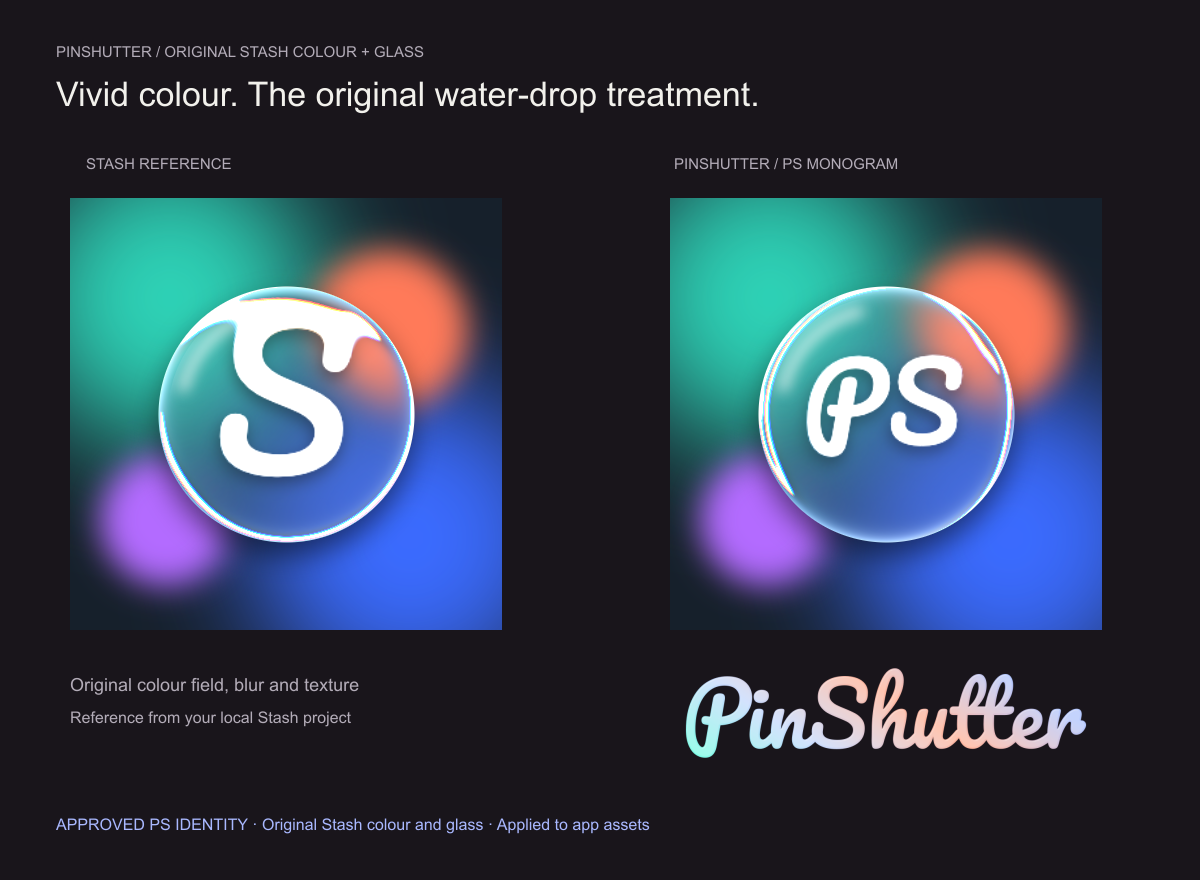 PINSHUTTER / ORIGINAL STASH COLOUR + GLASS
Vivid colour. The original water-drop treatment.
STASH REFERENCE
PINSHUTTER / PS MONOGRAM
S
PS
Original colour field, blur and texture
Reference from your local Stash project
PinShutter
APPROVED PS IDENTITY · Original Stash colour and glass · Applied to app assets